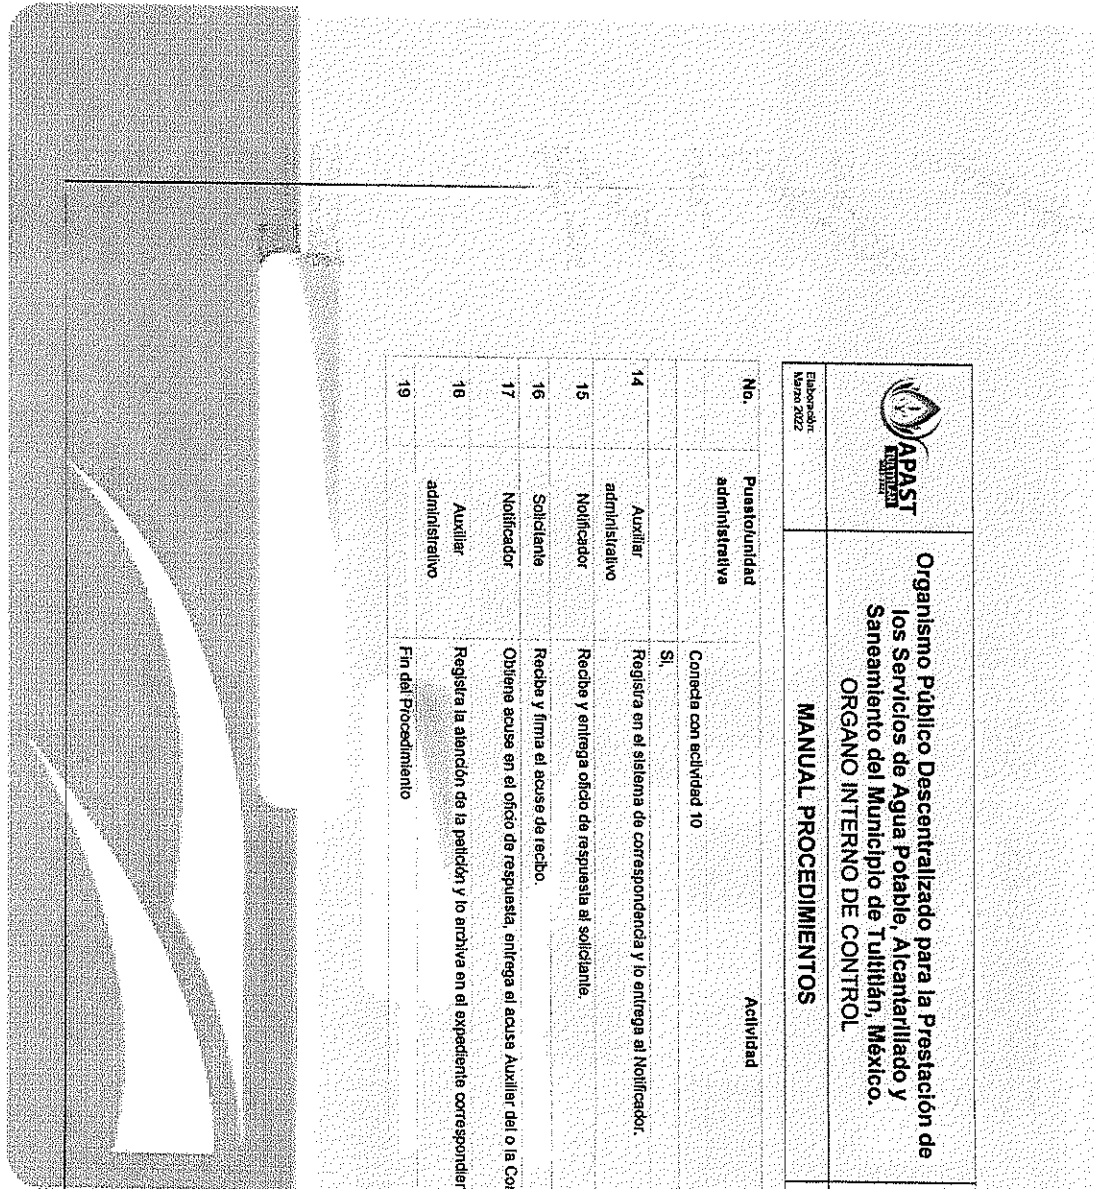 APAST
TULTITLÁN
Organismo Público Descentralizado para la Prestación de
los Servicios de Agua Potable, Alcantarillado y
Saneamiento del Municipio de Tultitlán, México.
ORGANO INTERNO DE CONTROL
Elaboración:
Marzo 2022
MANUAL PROCEDIMIENTOS
No. Puesto/unidad administrativa Actividad
Conecta con actividad 10
Si,
14 Auxiliar administrativo Registra en el sistema de correspondencia y lo entrega al Notificador.
15 Notificador Recibe y entrega oficio de respuesta al solicitante.
16 Solicitante Recibe y firma el acuse de recibo.
17 Notificador Obtiene acuse en el oficio de respuesta, entrega el acuse Auxiliar del o la
18 Auxiliar administrativo Registra la atención de la petición y lo archiva en el expediente
19 Fin del Procedimiento